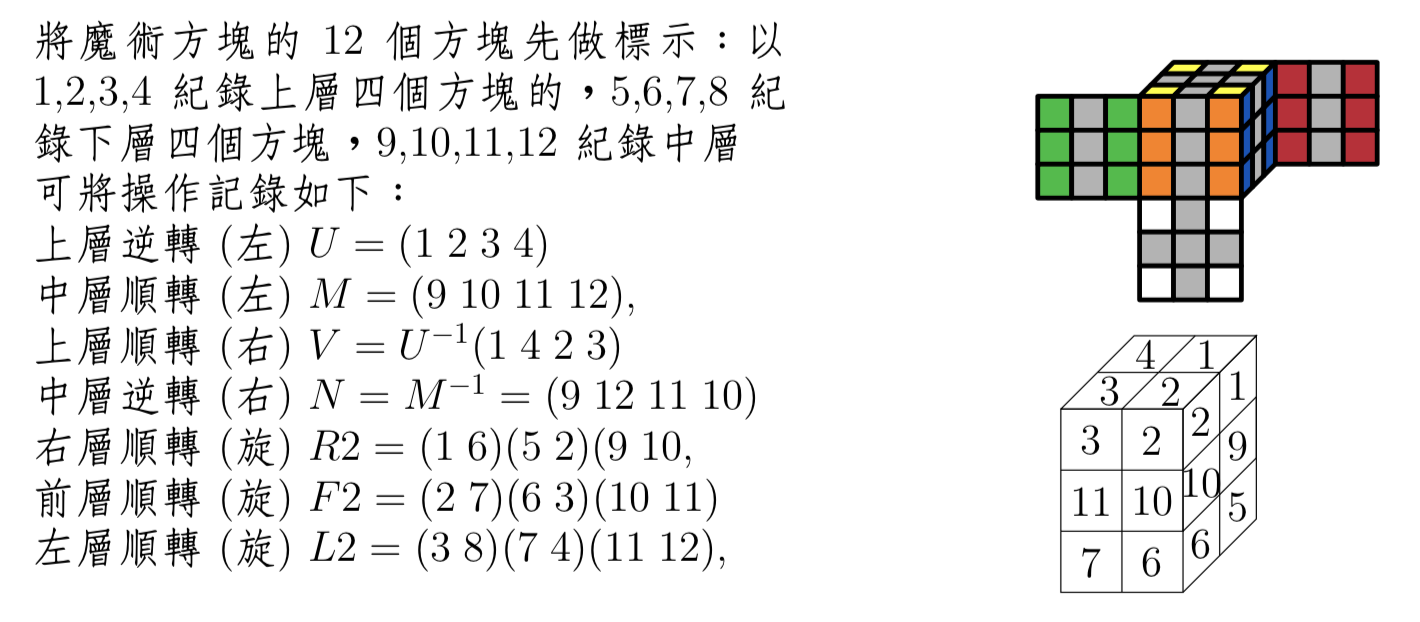 將魔術方塊的 12 個方塊先做標示：以
1,2,3,4 紀錄上層四個方塊的，5,6,7,8 紀
錄下層四個方塊，9,10,11,12 紀錄中層
可將操作記錄如下：
上層逆轉 (左) U = (1 2 3 4)
中層順轉 (左) M = (9 10 11 12),
上層順轉 (右) V = U⁻¹(1 4 2 3)
中層逆轉 (右) N = M⁻¹ = (9 12 11 10)
右層順轉 (旋) R2 = (1 6)(5 2)(9 10,
前層順轉 (旋) F2 = (2 7)(6 3)(10 11)
左層順轉 (旋) L2 = (3 8)(7 4)(11 12),
4 1
3 2 1
3 2 2 9
11 10 10 5
7 6 6